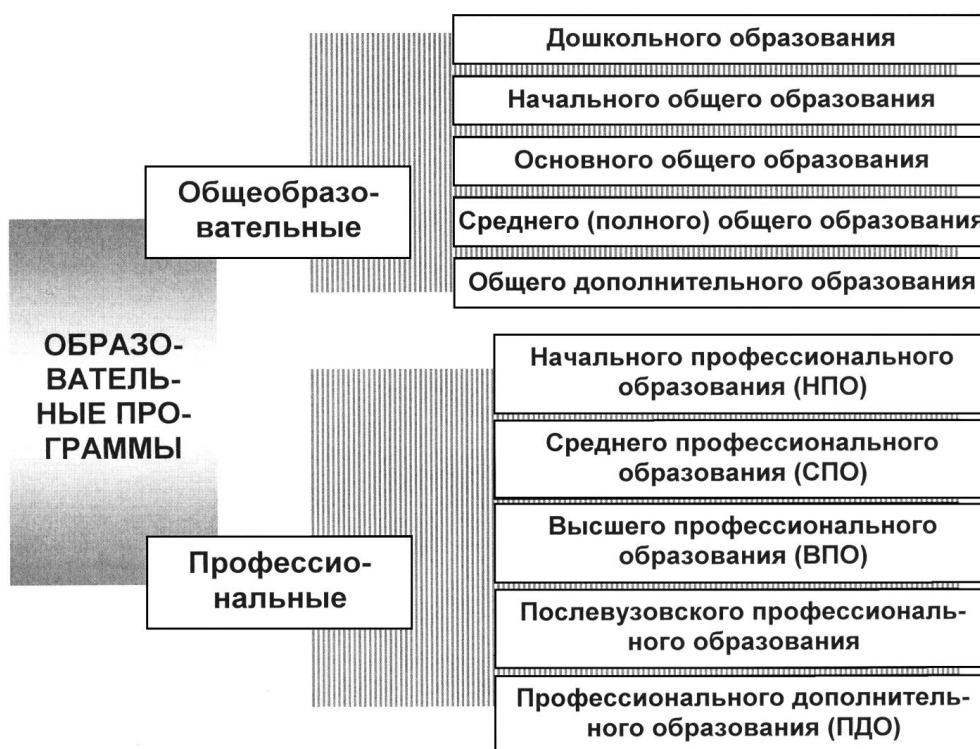 ОБРАЗО-
ВАТЕЛЬ-
НЫЕ ПРО-
ГРАММЫ
Общеобразо-
вательные
Дошкольного образования
Начального общего образования
Основного общего образования
Среднего (полного) общего образования
Общего дополнительного образования
Профессио-
нальные
Начального профессионального
образования (НПО)
Среднего профессионального
образования (СПО)
Высшего профессионального
образования (ВПО)
Послевузовского профессиональ-
ного образования
Профессионального дополнитель-
ного образования (ПДО)